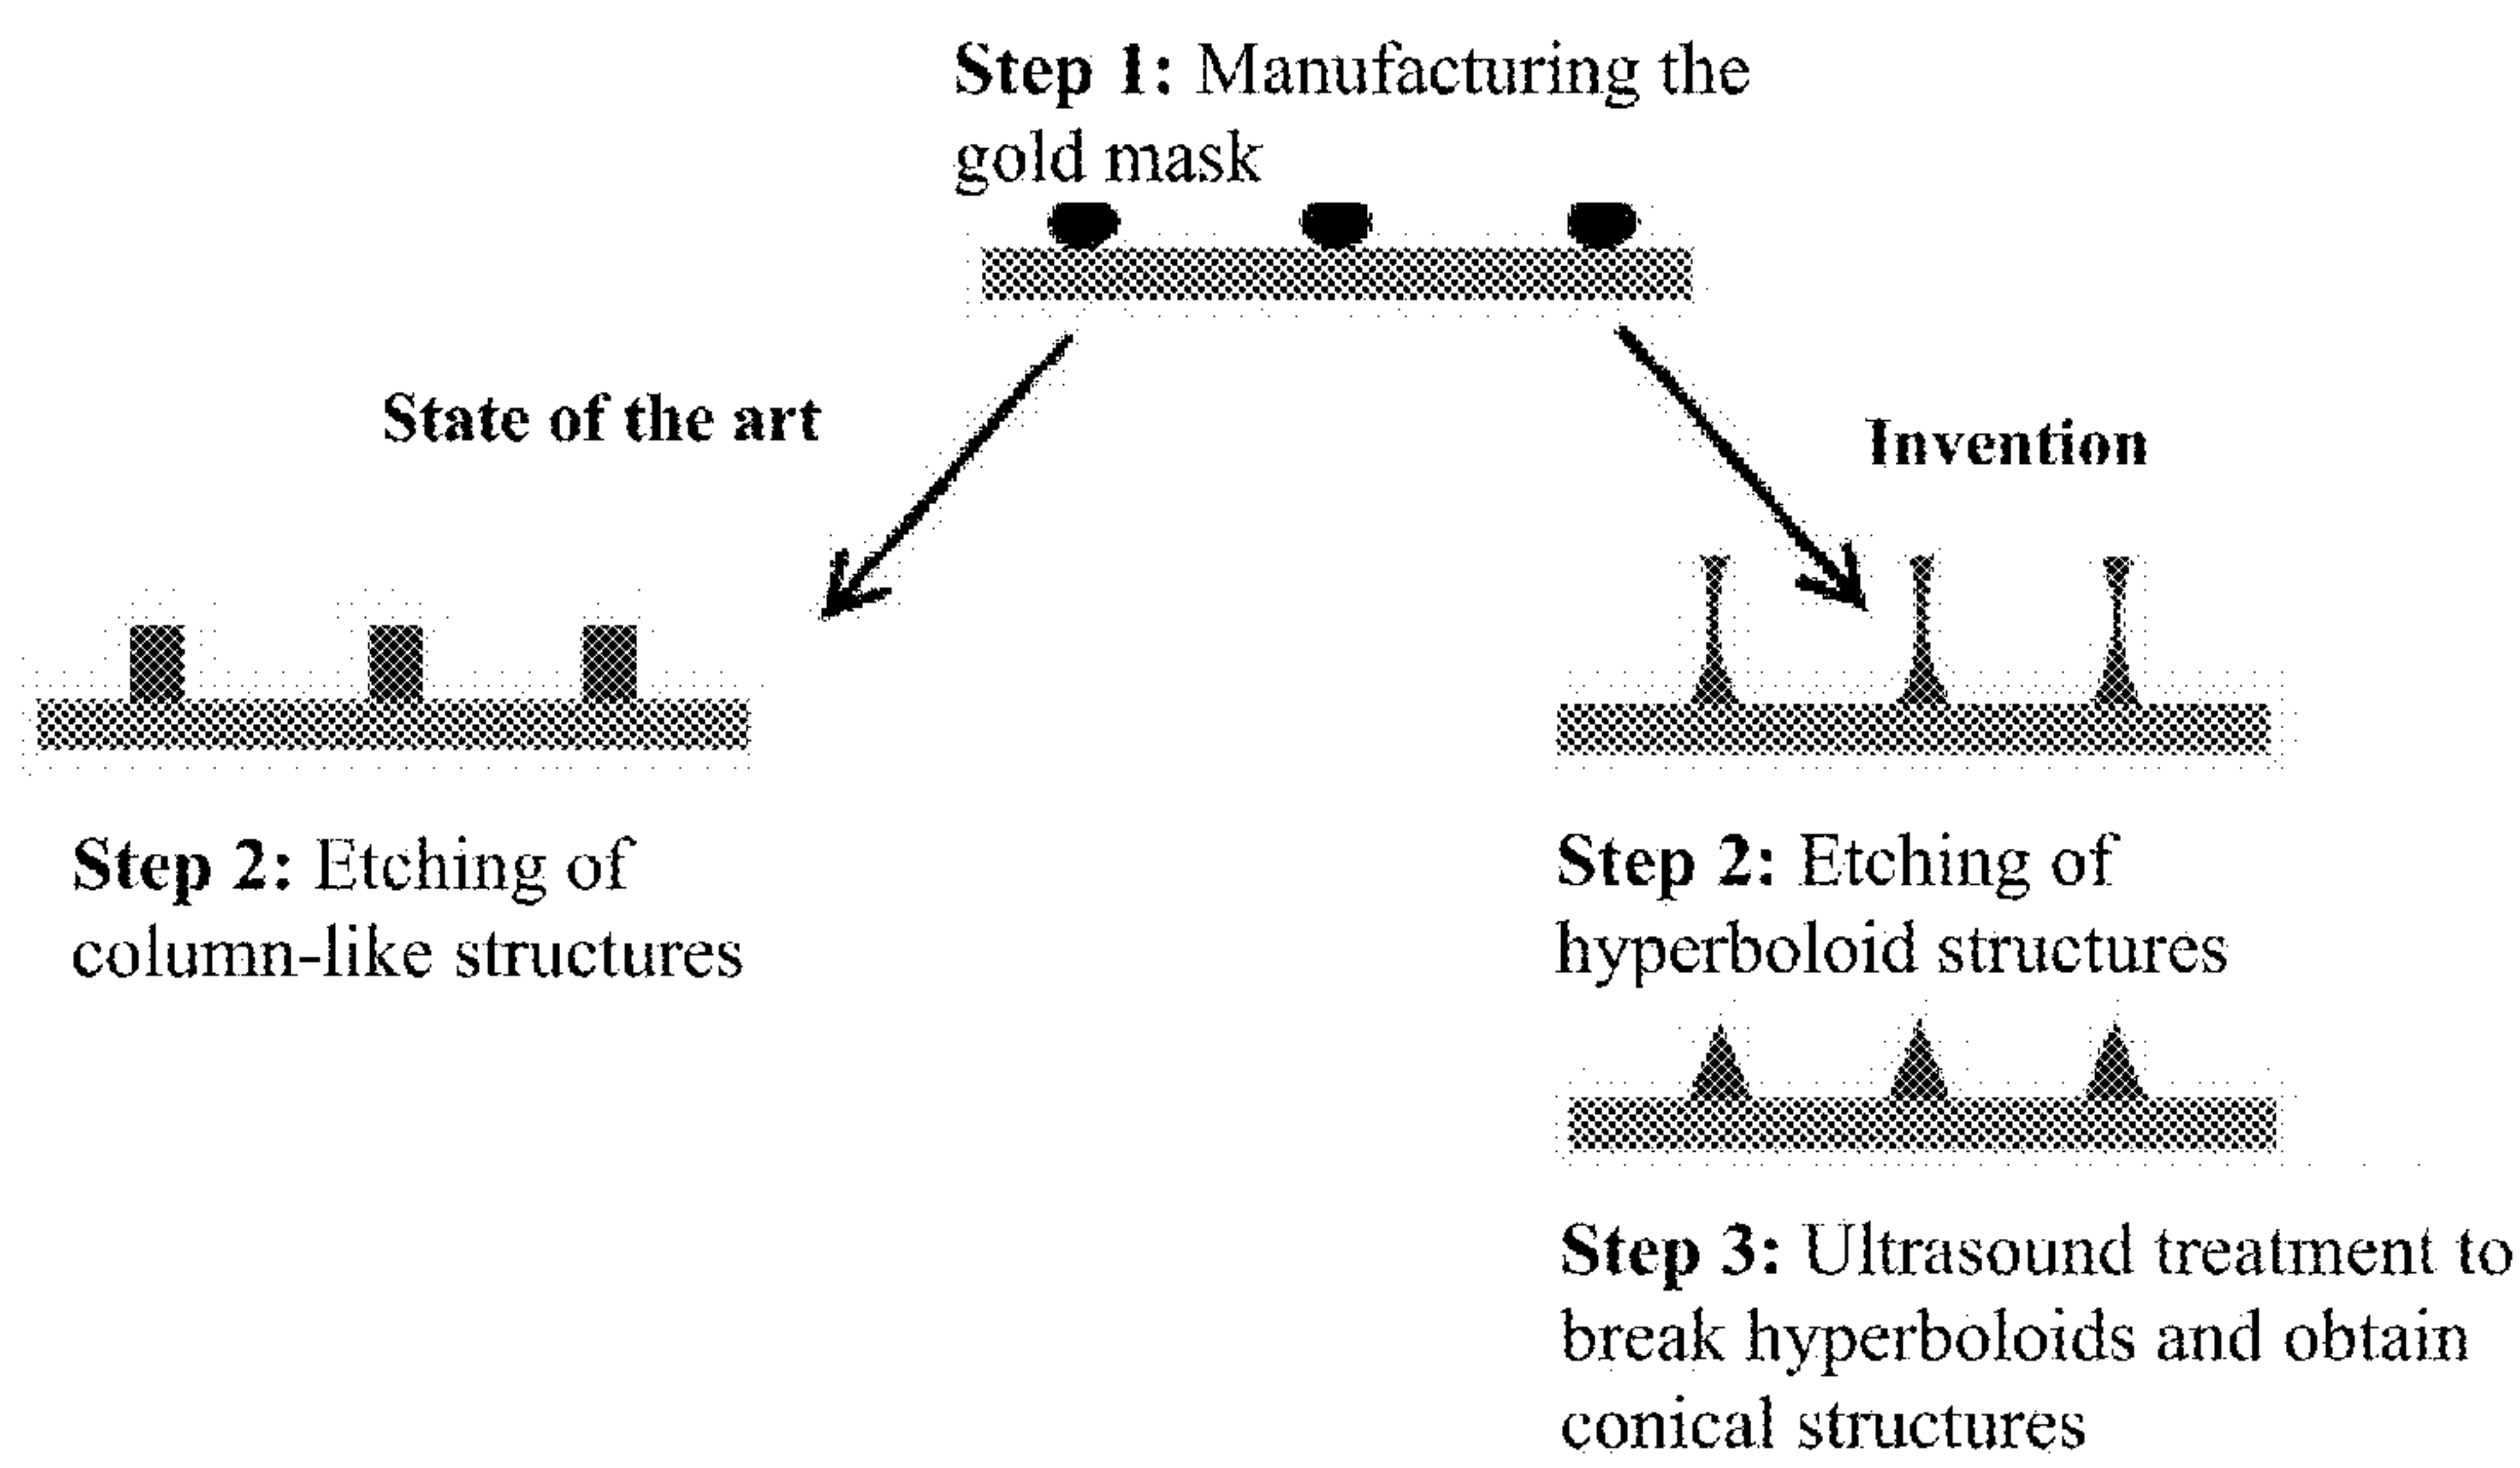 Step 1: Manufacturing the
gold mask
State of the art
Invention
Step 2: Etching of
column-like structures
Step 2: Etching of
hyperboloid structures
Step 3: Ultrasound treatment to
break hyperboloids and obtain
conical structures